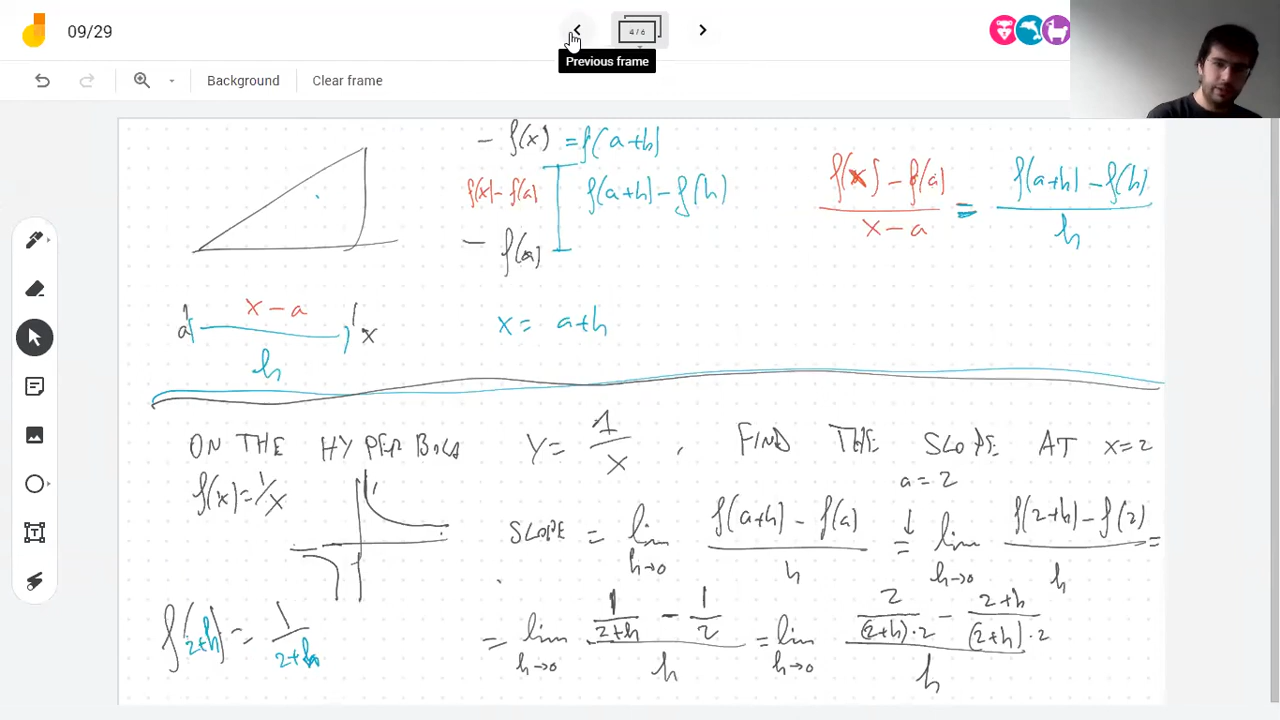 09/29
4 / 6
Previous frame
Background
Clear frame
– f(x) = f(a+h)
f(x) – f(a)
f(a+h) – f(h)
– f(a)
f(x) – f(a) / x – a = f(a+h) – f(h) / h
a x – a x
h
x = a+h
ON THE HYPERBOLA y = 1/x , FIND THE SLOPE AT x=2
f(x) = 1/x
a = 2
SLOPE = lim h→0 f(a+h) – f(a) / h = lim h→0 f(2+h) – f(2) / h =
f(2+h) = 1/2+h
= lim h→0 1/2+h – 1/2 / h = lim h→0 2/(2+h)·2 – 2+h/(2+h)·2 / h